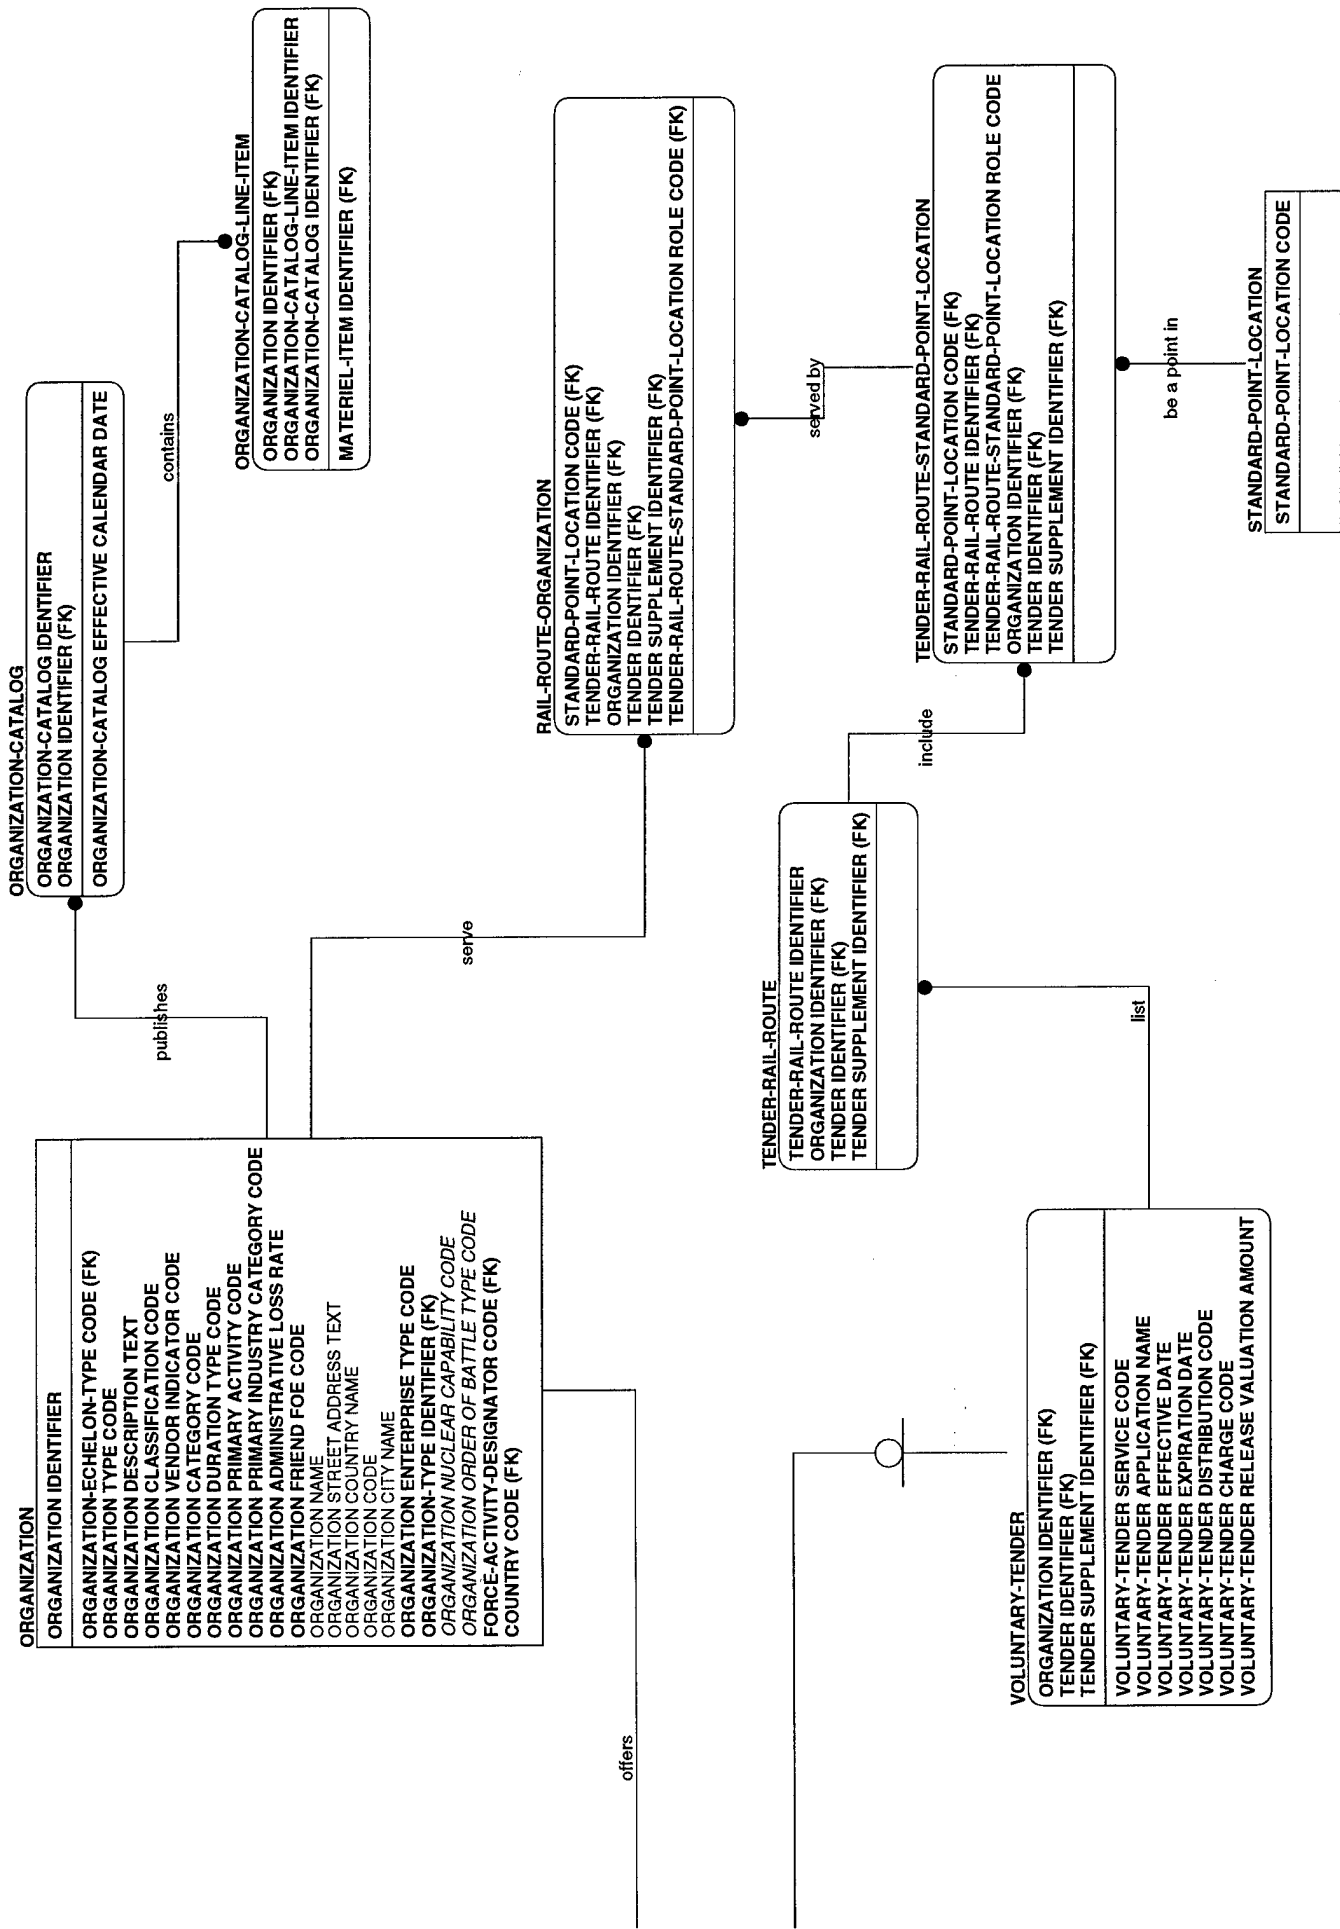 ORGANIZATION
ORGANIZATION IDENTIFIER
ORGANIZATION-ECHELON-TYPE CODE (FK)
ORGANIZATION TYPE CODE
ORGANIZATION DESCRIPTION TEXT
ORGANIZATION CLASSIFICATION CODE
ORGANIZATION VENDOR INDICATOR CODE
ORGANIZATION CATEGORY CODE
ORGANIZATION DURATION TYPE CODE
ORGANIZATION PRIMARY ACTIVITY CODE
ORGANIZATION PRIMARY INDUSTRY CATEGORY CODE
ORGANIZATION ADMINISTRATIVE LOSS RATE
ORGANIZATION FRIEND FOE CODE
ORGANIZATION NAME
ORGANIZATION STREET ADDRESS TEXT
ORGANIZATION COUNTRY NAME
ORGANIZATION CODE
ORGANIZATION CITY NAME
ORGANIZATION ENTERPRISE TYPE CODE
ORGANIZATION-TYPE IDENTIFIER (FK)
ORGANIZATION NUCLEAR CAPABILITY CODE
ORGANIZATION ORDER OF BATTLE TYPE CODE
FORCE-ACTIVITY-DESIGNATOR CODE (FK)
COUNTRY CODE (FK)
publishes
serve
offers
ORGANIZATION-CATALOG
ORGANIZATION-CATALOG IDENTIFIER
ORGANIZATION IDENTIFIER (FK)
ORGANIZATION-CATALOG EFFECTIVE CALENDAR DATE
contains
ORGANIZATION-CATALOG-LINE-ITEM
ORGANIZATION IDENTIFIER (FK)
ORGANIZATION-CATALOG-LINE-ITEM IDENTIFIER
ORGANIZATION-CATALOG IDENTIFIER (FK)
MATERIEL-ITEM IDENTIFIER (FK)
RAIL-ROUTE-ORGANIZATION
STANDARD-POINT-LOCATION CODE (FK)
TENDER-RAIL-ROUTE IDENTIFIER (FK)
ORGANIZATION IDENTIFIER (FK)
TENDER IDENTIFIER (FK)
TENDER SUPPLEMENT IDENTIFIER (FK)
TENDER-RAIL-ROUTE-STANDARD-POINT-LOCATION ROLE CODE (FK)
served by
TENDER-RAIL-ROUTE
TENDER-RAIL-ROUTE IDENTIFIER
ORGANIZATION IDENTIFIER (FK)
TENDER IDENTIFIER (FK)
TENDER SUPPLEMENT IDENTIFIER (FK)
include
TENDER-RAIL-ROUTE-STANDARD-POINT-LOCATION
STANDARD-POINT-LOCATION CODE (FK)
TENDER-RAIL-ROUTE IDENTIFIER (FK)
TENDER-RAIL-ROUTE-STANDARD-POINT-LOCATION ROLE CODE
ORGANIZATION IDENTIFIER (FK)
TENDER IDENTIFIER (FK)
TENDER SUPPLEMENT IDENTIFIER (FK)
list
be a point in
VOLUNTARY-TENDER
ORGANIZATION IDENTIFIER (FK)
TENDER IDENTIFIER (FK)
TENDER SUPPLEMENT IDENTIFIER (FK)
VOLUNTARY-TENDER SERVICE CODE
VOLUNTARY-TENDER APPLICATION NAME
VOLUNTARY-TENDER EFFECTIVE DATE
VOLUNTARY-TENDER EXPIRATION DATE
VOLUNTARY-TENDER DISTRIBUTION CODE
VOLUNTARY-TENDER CHARGE CODE
VOLUNTARY-TENDER RELEASE VALUATION AMOUNT
STANDARD-POINT-LOCATION
STANDARD-POINT-LOCATION CODE